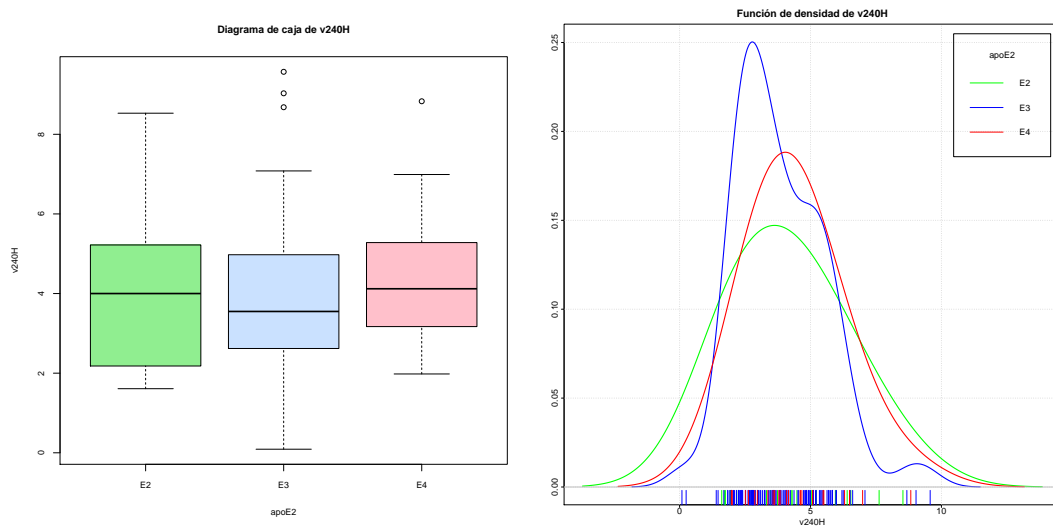 Diagrama de caja de v240H
v240H
8
6
4
2
0
E2
E3
E4
apoE2
Función de densidad de v240H
0.25
0.20
0.15
0.10
0.05
0.00
0
5
10
v240H
apoE2
E2
E3
E4